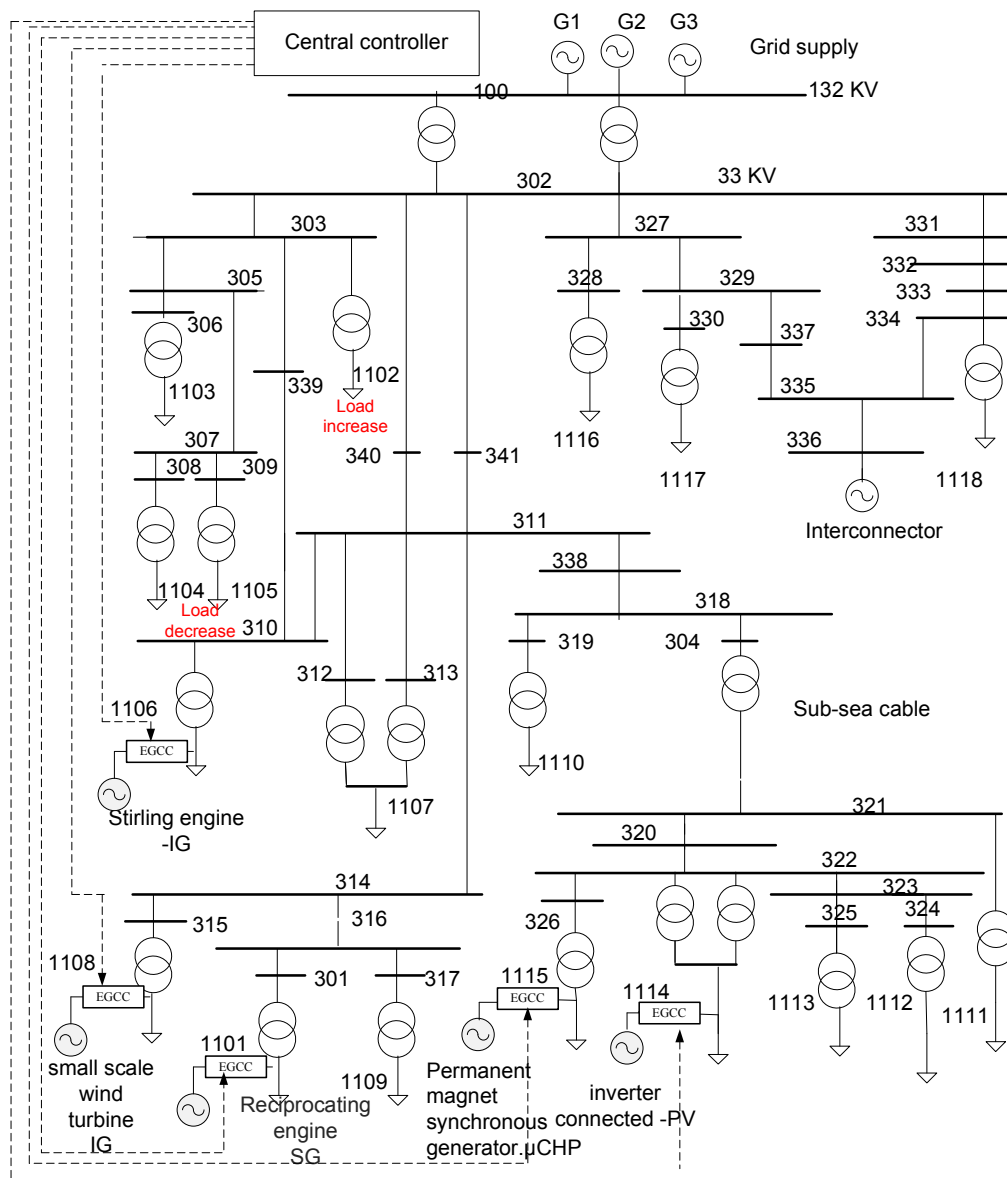 G1
G2
G3
Central controller
Grid supply
100
132 KV
302
33 KV
303
327
331
332
305
328
329
333
306
330
334
337
1103
339
1102
335
Load
increase
307
336
308
309
340
341
1116
1117
1118
Interconnector
311
338
1104
1105
Load
decrease
310
318
312
313
319
304
1106
Sub-sea cable
EGCC
1110
1107
Stirling engine
-IG
321
320
322
314
323
315
316
326
325
324
1108
301
317
1115
1114
1113
1112
1111
EGCC
EGCC
EGCC
1101
EGCC
small scale
wind
turbine
IG
1109
Reciprocating
engine
SG
Permanent
magnet
synchronous
generator.µCHP
inverter
connected -PV